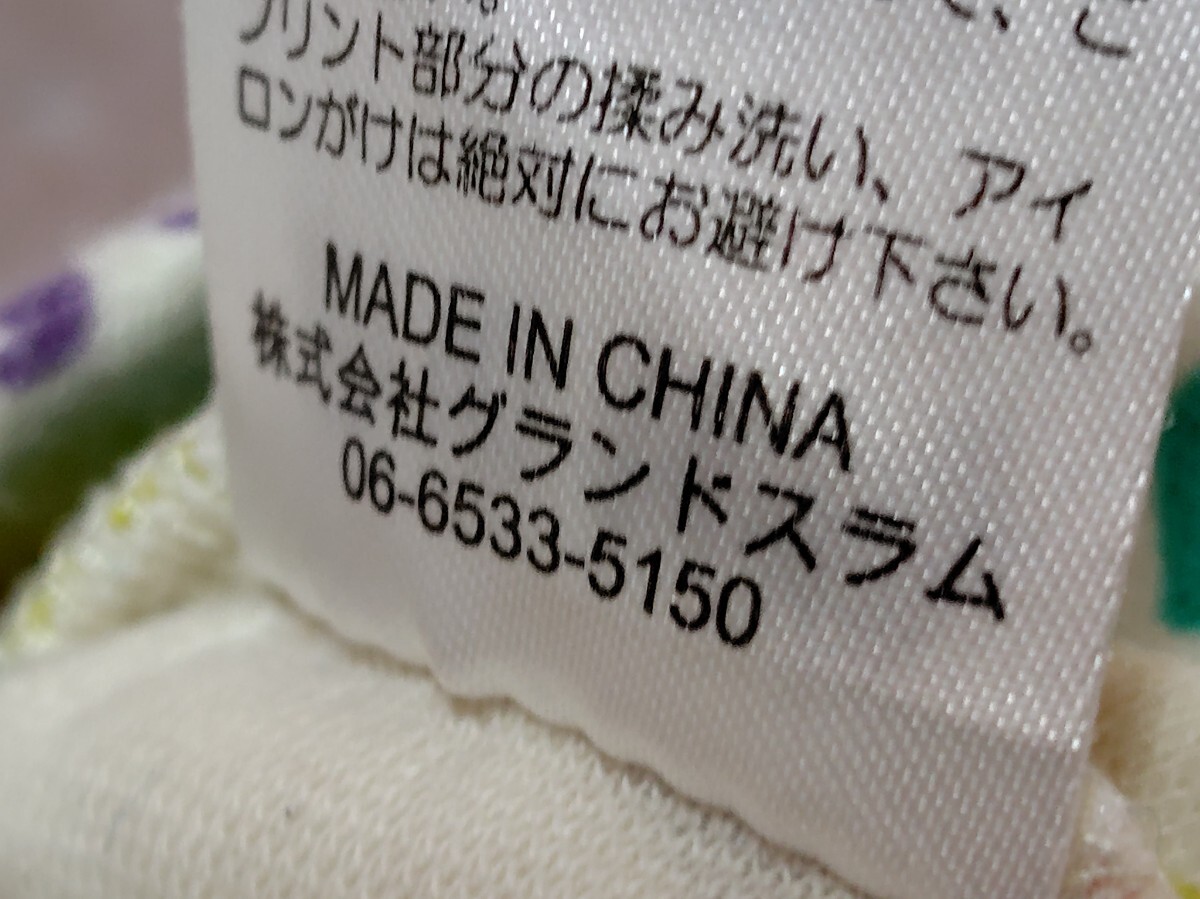 プリント部分の揉み洗い、アイ
ロンがけは絶対にお避け下さい。
MADE IN CHINA
株式会社グランドスラム
06-6533-5150